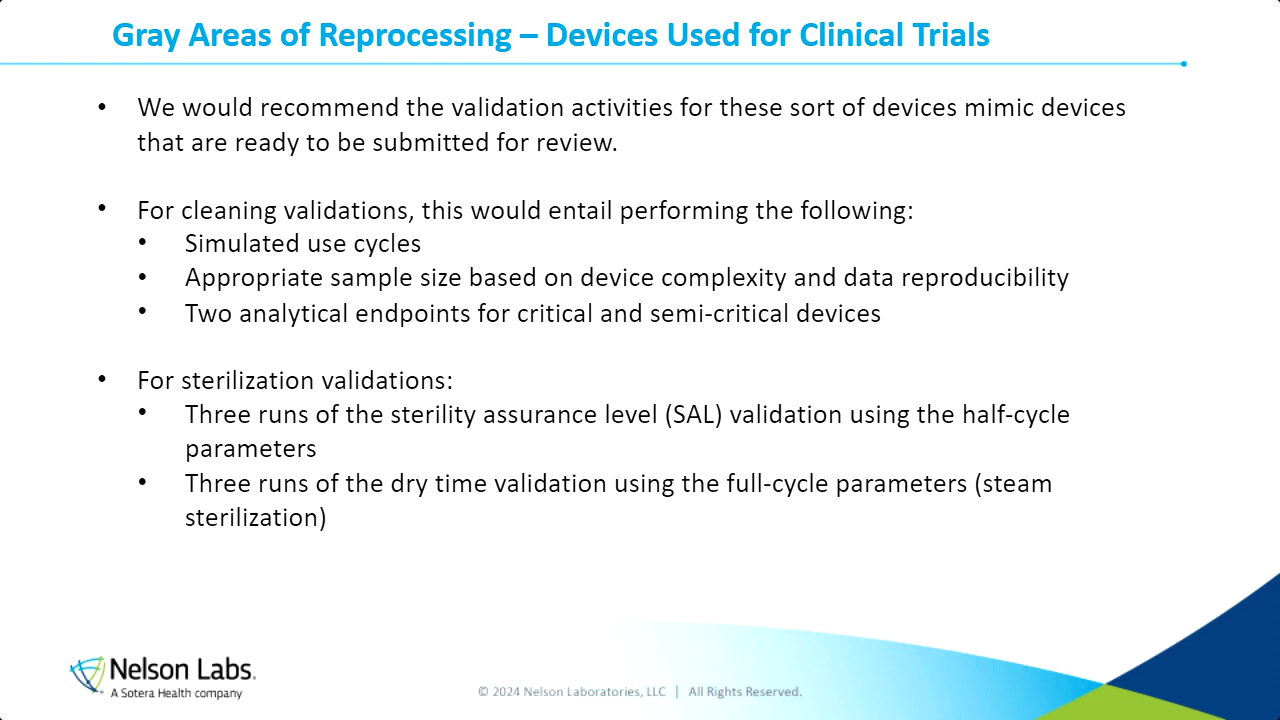 Gray Areas of Reprocessing – Devices Used for Clinical Trials
• We would recommend the validation activities for these sort of devices mimic devices
that are ready to be submitted for review.
• For cleaning validations, this would entail performing the following:
• Simulated use cycles
• Appropriate sample size based on device complexity and data reproducibility
• Two analytical endpoints for critical and semi-critical devices
• For sterilization validations:
• Three runs of the sterility assurance level (SAL) validation using the half-cycle
parameters
• Three runs of the dry time validation using the full-cycle parameters (steam
sterilization)
Nelson Labs.
A Sotera Health company
© 2024 Nelson Laboratories, LLC | All Rights Reserved.